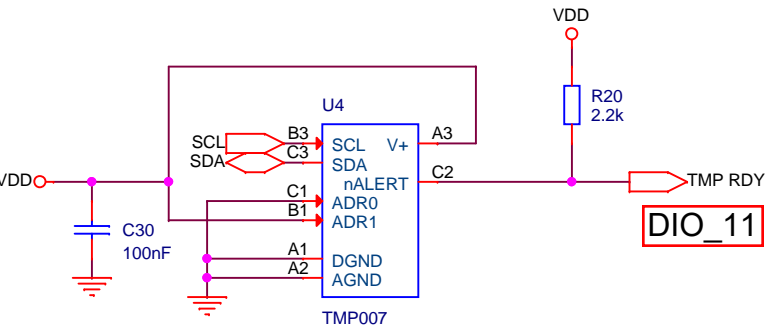 VDD
U4
R20
2.2k
SCL B3 SCL V+ A3
SDA C3 SDA
nALERT C2 TMP RDY
VDD
C1 ADR0
B1 ADR1
DIO_11
C30
100nF
A1 DGND
A2 AGND
TMP007